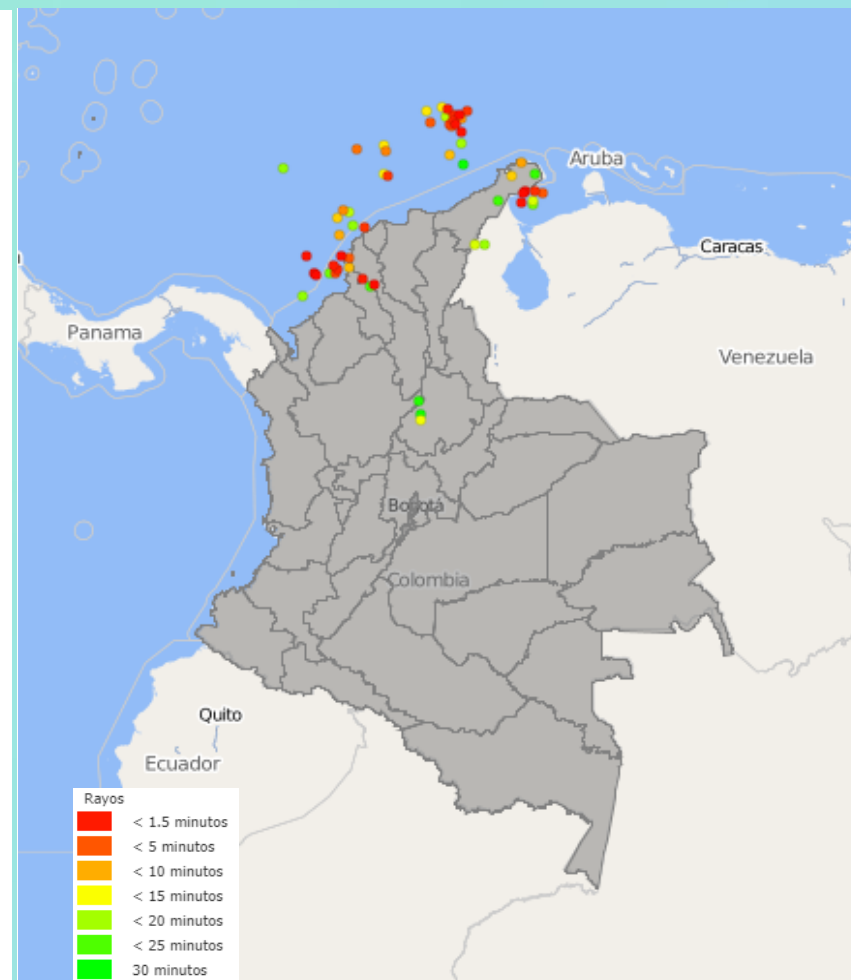 Aruba
Caracas
Panama
Venezuela
Bogotá
Colombia
Quito
Ecuador
Rayos
< 1.5 minutos
< 5 minutos
< 10 minutos
< 15 minutos
< 20 minutos
< 25 minutos
30 minutos